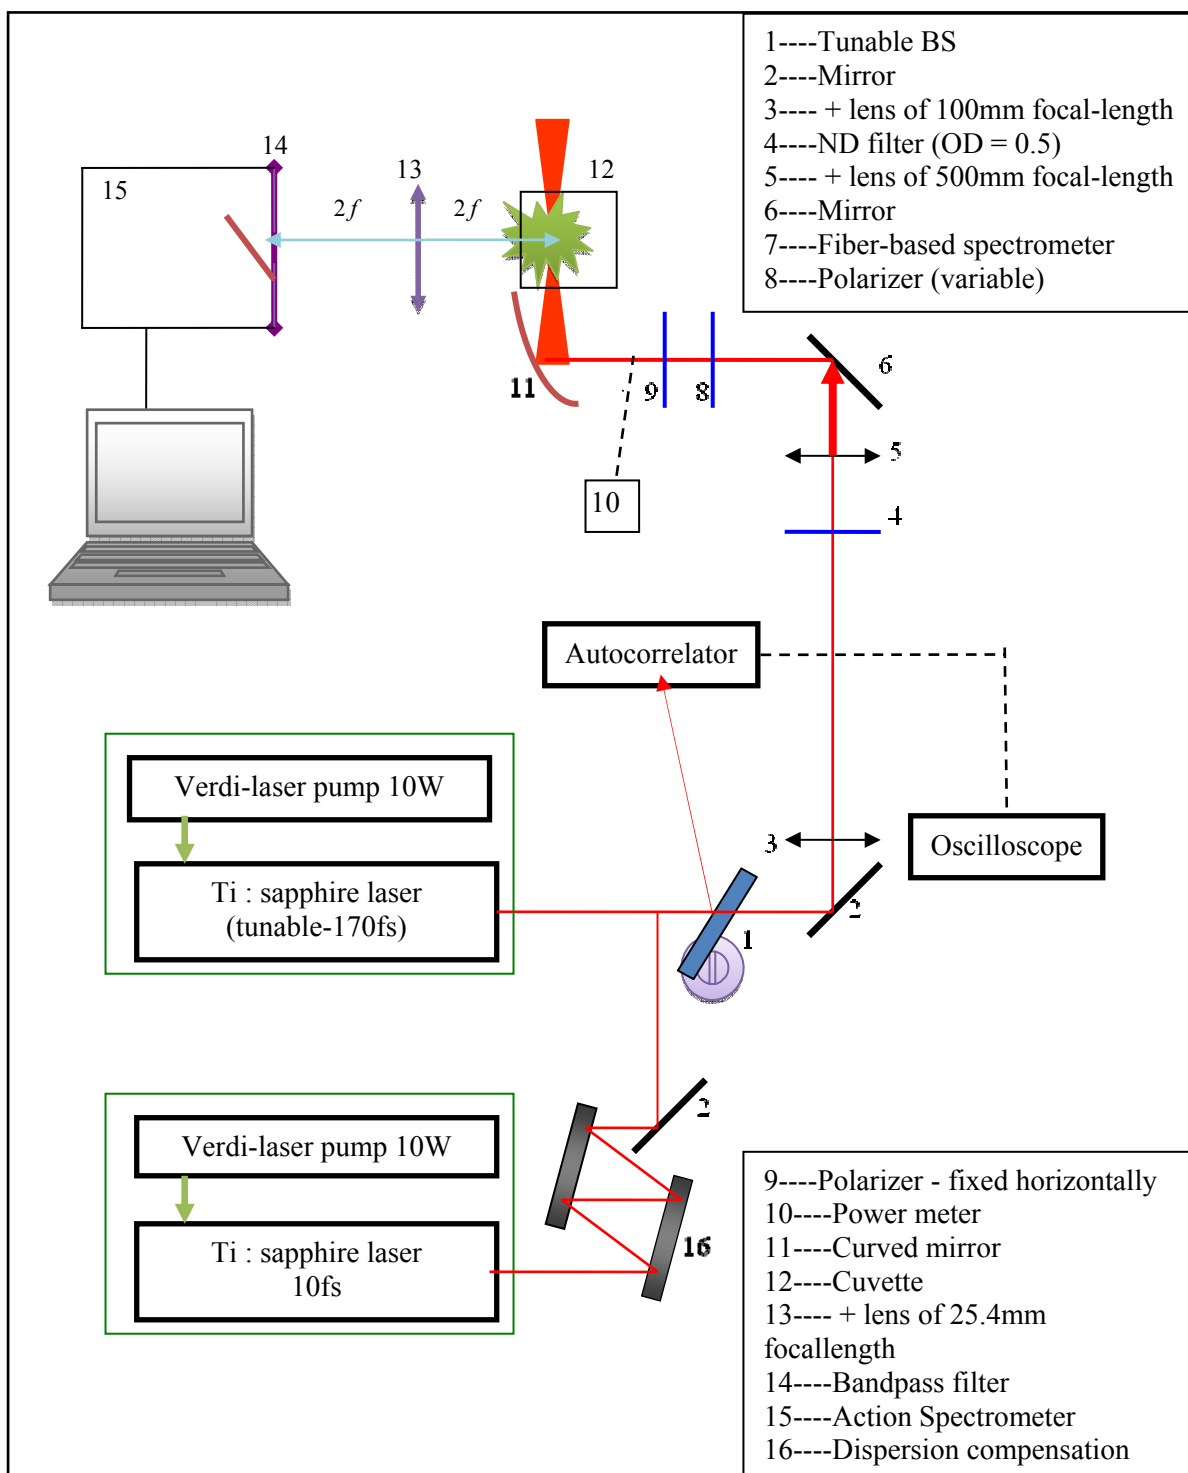 1----Tunable BS
2----Mirror
3---- + lens of 100mm focal-length
4----ND filter (OD = 0.5)
5---- + lens of 500mm focal-length
6----Mirror
7----Fiber-based spectrometer
8----Polarizer (variable)
14
15
13
12
2f
2f
11
9
8
6
10
5
4
Autocorrelator
Verdi-laser pump 10W
Ti : sapphire laser
(tunable-170fs)
3
Oscilloscope
2
1
2
Verdi-laser pump 10W
Ti : sapphire laser
10fs
16
9----Polarizer - fixed horizontally
10----Power meter
11----Curved mirror
12----Cuvette
13---- + lens of 25.4mm
focallength
14----Bandpass filter
15----Action Spectrometer
16----Dispersion compensation